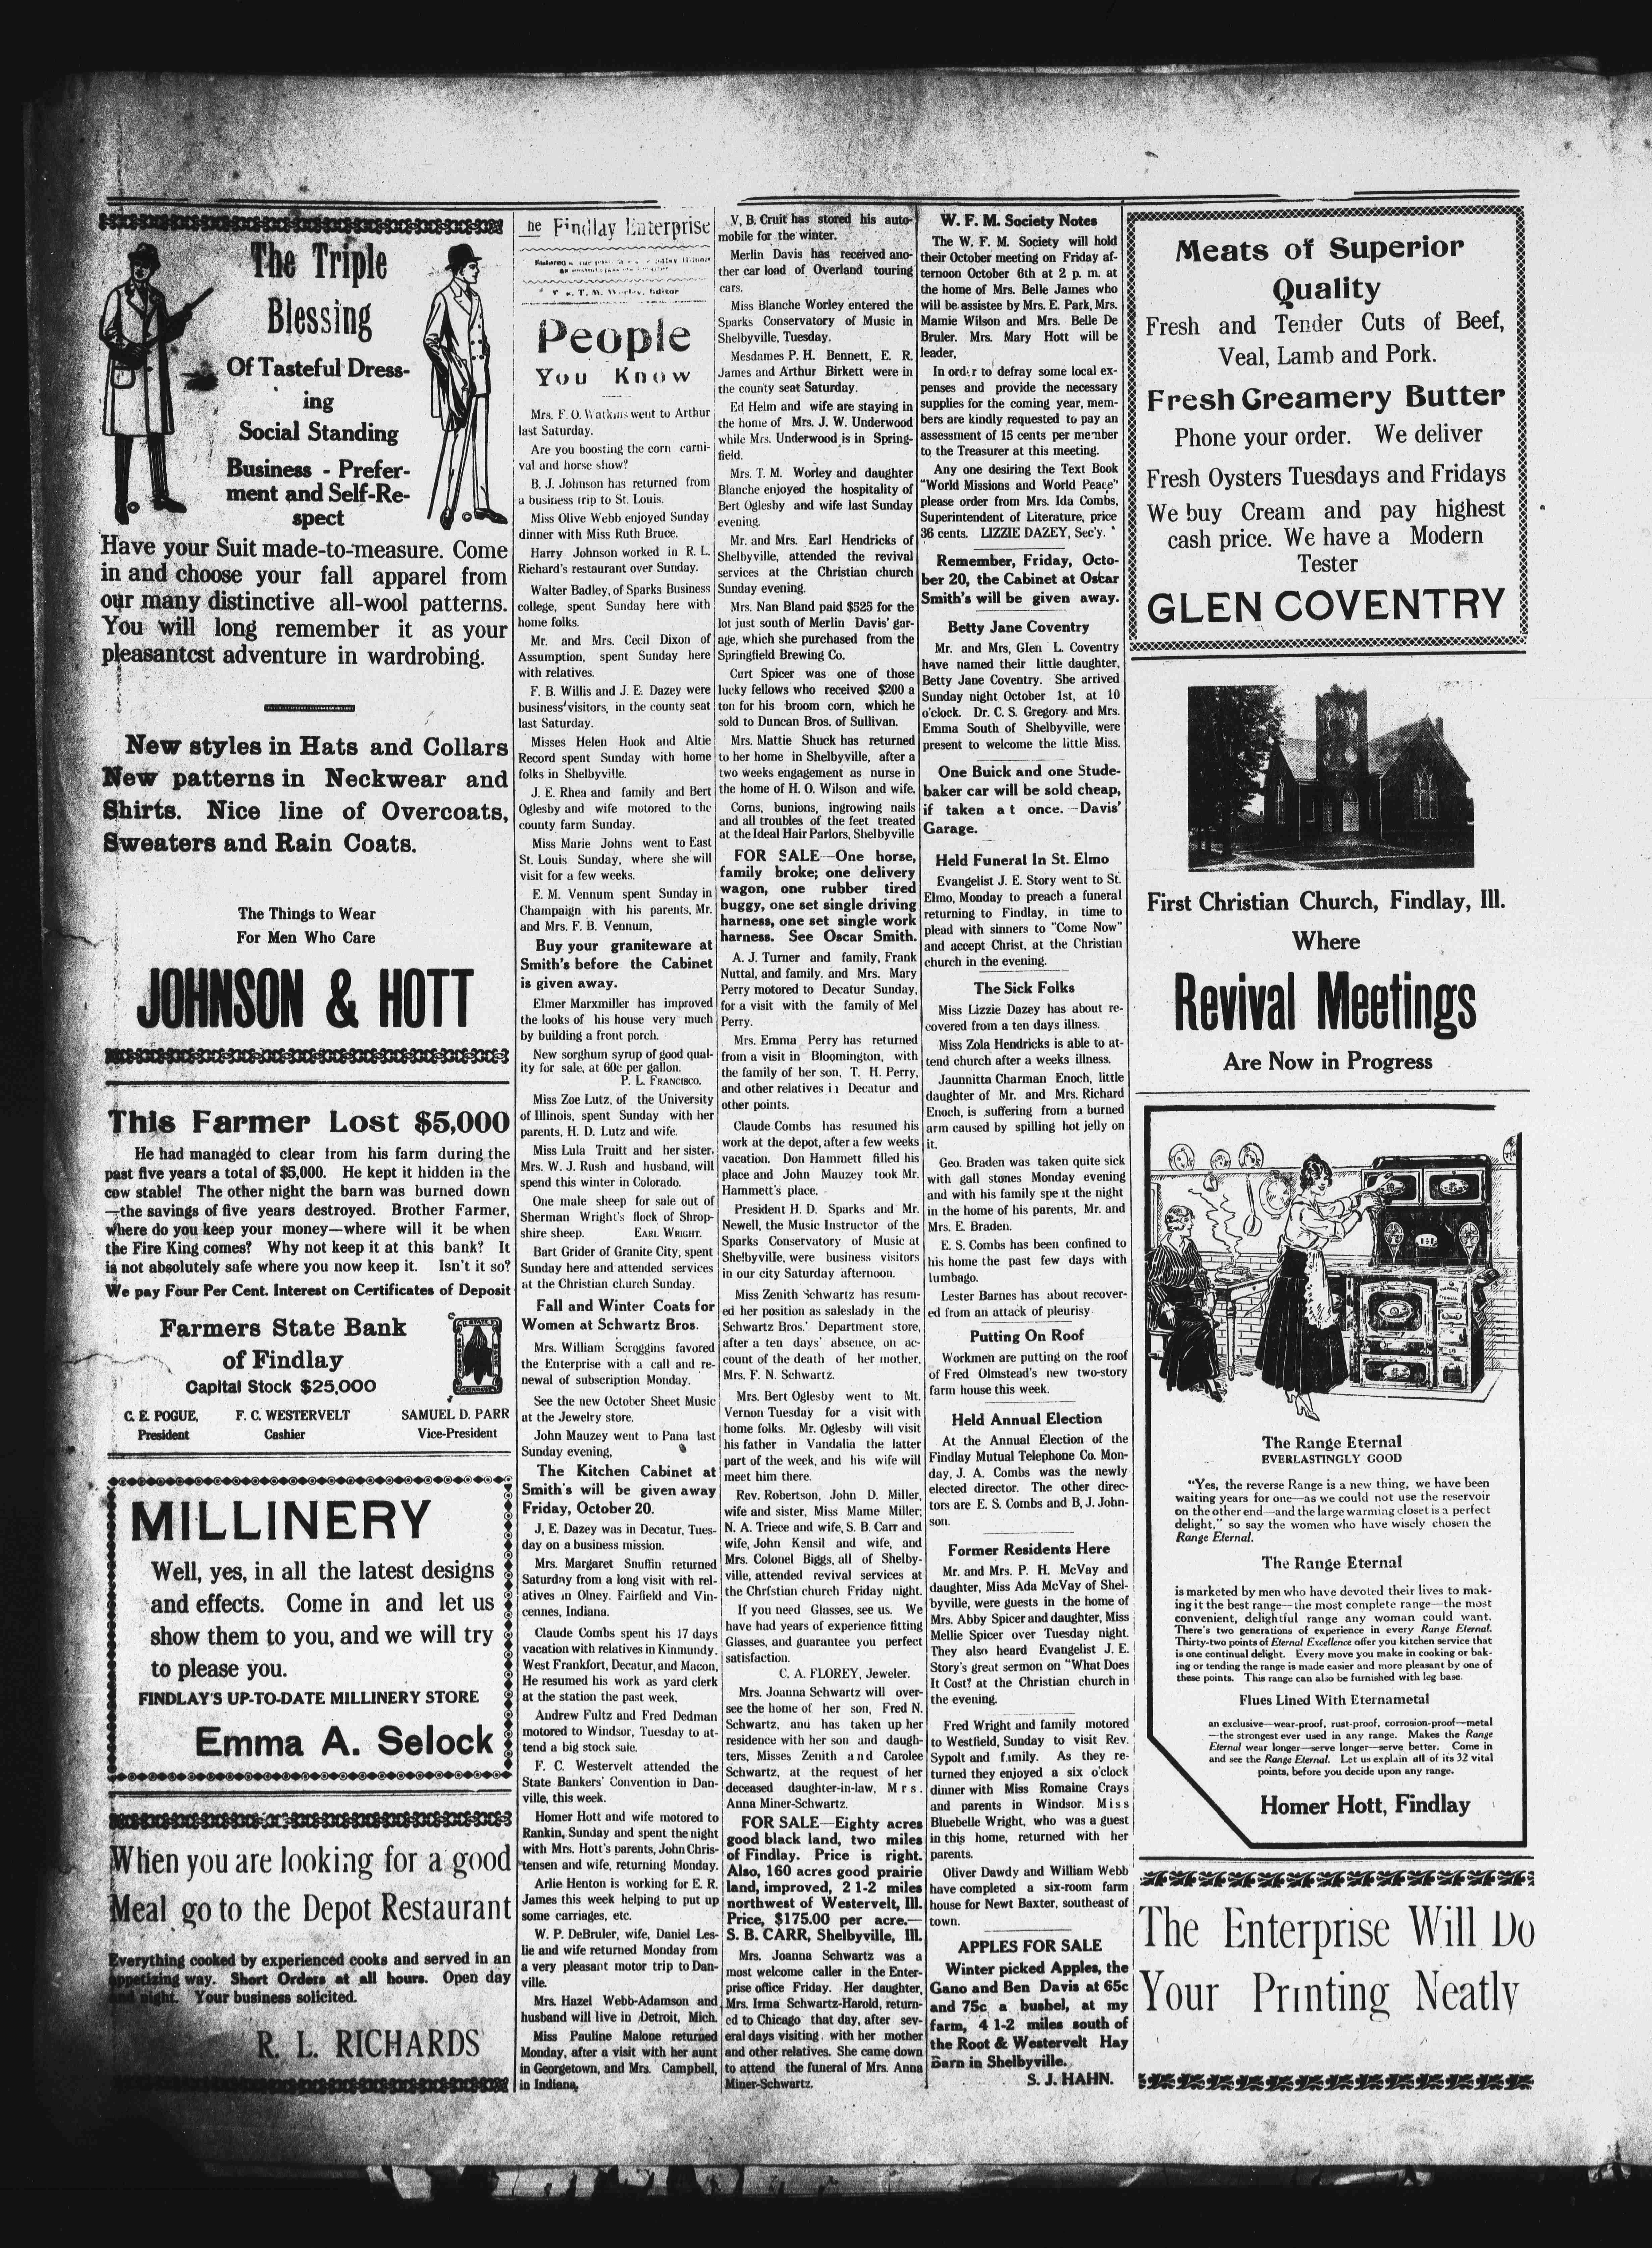 The Triple
Blessing
Of Tasteful Dress-
ing
Social Standing
Business - Prefer-
ment and Self-Re-
spect
Have your Suit made-to-measure. Come
in and choose your fall apparel from
our many distinctive all-wool patterns.
You will long remember it as your
pleasantest adventure in wardrobing.
New styles in Hats and Collars
New patterns in Neckwear and
Shirts. Nice line of Overcoats,
Sweaters and Rain Coats.
The Things to Wear
For Men Who Care
JOHNSON & HOTT
This Farmer Lost $5,000
He had managed to clear from his farm during the
past five years a total of $5,000. He kept it hidden in the
cow stable! The other night the barn was burned down
—the savings of five years destroyed. Brother Farmer,
where do you keep your money—where will it be when
the Fire King comes? Why not keep it at this bank? It
is not absolutely safe where you now keep it. Isn't it so?
We pay Four Per Cent. Interest on Certificates of Deposit
Farmers State Bank
of Findlay
Capital Stock $25,000
C. E. POGUE, F. C. WESTERVELT SAMUEL D. PARR
President Cashier Vice-President
MILLINERY
Well, yes, in all the latest designs
and effects. Come in and let us
show them to you, and we will try
to please you.
FINDLAY'S UP-TO-DATE MILLINERY STORE
Emma A. Selock
When you are looking for a good
Meal go to the Depot Restaurant
Everything cooked by experienced cooks and served in an
appetizing way. Short Orders at all hours. Open day
and night. Your business solicited.
R. L. RICHARDS
he Findlay Enterprise
T. M. Worley, Editor
People
You Know
Mrs. F. O. Watkins went to Arthur
last Saturday.
Are you boosting the corn carni-
val and horse show?
B. J. Johnson has returned from
a business trip to St. Louis.
Miss Olive Webb enjoyed Sunday
dinner with Miss Ruth Bruce.
Harry Johnson worked in R. L.
Richard's restaurant over Sunday.
Walter Badley, of Sparks Business
college, spent Sunday here with
home folks.
Mr. and Mrs. Cecil Dixon of
Assumption, spent Sunday here
with relatives.
F. B. Willis and J. E. Dazey were
business visitors, in the county seat
last Saturday.
Misses Helen Hook and Altie
Record spent Sunday with home
folks in Shelbyville.
J. E. Rhea and family and Bert
Oglesby and wife motored to the
county farm Sunday.
Miss Marie Johns went to East
St. Louis Sunday, where she will
visit for a few weeks.
E. M. Vennum spent Sunday in
Champaign with his parents, Mr.
and Mrs. F. B. Vennum,
Buy your graniteware at
Smith's before the Cabinet
is given away.
Elmer Marxmiller has improved
the looks of his house very much
by building a front porch.
New sorghum syrup of good qual-
ity for sale, at 60c per gallon.
P. L. FRANCISCO.
Miss Zoe Lutz, of the University
of Illinois, spent Sunday with her
parents, H. D. Lutz and wife.
Miss Lula Truitt and her sister,
Mrs. W. J. Rush and husband, will
spend this winter in Colorado.
One male sheep for sale out of
Sherman Wright's flock of Shrop-
shire sheep. EARL WRIGHT.
Bart Grider of Granite City, spent
Sunday here and attended services
at the Christian church Sunday.
Fall and Winter Coats for
Women at Schwartz Bros.
Mrs. William Scroggins favored
the Enterprise with a call and re-
newal of subscription Monday.
See the new October Sheet Music
at the Jewelry store.
John Mauzey went to Pana last
Sunday evening,
The Kitchen Cabinet at
Smith's will be given away
Friday, October 20.
J, E. Dazey was in Decatur, Tues-
day on a business mission.
Mrs. Margaret Snuffin returned
Saturday from a long visit with rel-
atives in Olney. Fairfield and Vin-
cennes, Indiana.
Claude Combs spent his 17 days
vacation with relatives in Kinmundy.
West Frankfort, Decatur, and Macon,
He resumed his work as yard clerk
at the station the past week.
Andrew Fultz and Fred Dedman
motored to Windsor, Tuesday to at-
tend a big stock sale.
F. C. Westervelt attended the
State Bankers' Convention in Dan-
ville, this week.
Homer Hott and wife motored to
Rankin, Sunday and spent the night
with Mrs. Hott's parents, John Chris-
tensen and wife, returning Monday.
Arlie Henton is working for E. R.
James this week helping to put up
some carriages, etc.
W. P. DeBruler, wife, Daniel Les-
lie and wife returned Monday from
a very pleasant motor trip to Dan-
ville.
Mrs. Hazel Webb-Adamson and
husband will live in Detroit, Mich.
Miss Pauline Malone returned
Monday, after a visit with her aunt
in Georgetown, and Mrs. Campbell,
in Indiana,
V. B. Cruit has stored his auto-
mobile for the winter.
Merlin Davis has received ano-
ther car load of Overland touring
cars.
Miss Blanche Worley entered the
Sparks Conservatory of Music in
Shelbyville, Tuesday.
Mesdames P. H. Bennett, E. R.
James and Arthur Birkett were in
the county seat Saturday.
Ed Helm and wife are staying in
the home of Mrs. J. W. Underwood
while Mrs. Underwood is in Spring-
field.
Mrs. T. M. Worley and daughter
Blanche enjoyed the hospitality of
Bert Oglesby and wife last Sunday
evening.
Mr. and Mrs. Earl Hendricks of
Shelbyville, attended the revival
services at the Christian church
Sunday evening.
Mrs. Nan Bland paid $525 for the
lot just south of Merlin Davis' gar-
age, which she purchased from the
Springfield Brewing Co.
Curt Spicer was one of those
lucky fellows who received $200 a
ton for his broom corn, which he
sold to Duncan Bros. of Sullivan.
Mrs. Mattie Shuck has returned
to her home in Shelbyville, after a
two weeks engagement as nurse in
the home of H. O. Wilson and wife.
Corns, bunions, ingrowing nails
and all troubles of the feet treated
at the Ideal Hair Parlors, Shelbyville
FOR SALE—One horse,
family broke; one delivery
wagon, one rubber tired
buggy, one set single driving
harness, one set single work
harness. See Oscar Smith.
A. J. Turner and family, Frank
Nuttal, and family. and Mrs. Mary
Perry motored to Decatur Sunday,
for a visit with the family of Mel
Perry.
Mrs. Emma Perry has returned
from a visit in Bloomington, with
the family of her son, T. H. Perry,
and other relatives in Decatur and
other points.
Claude Combs has resumed his
work at the depot, after a few weeks
vacation. Don Hammett filled his
place and John Mauzey took Mr.
Hammett's place.
President H. D. Sparks and Mr.
Newell, the Music Instructor of the
Sparks Conservatory of Music at
Shelbyville, were business visitors
in our city Saturday afternoon.
Miss Zenith Schwartz has resum-
ed her position as saleslady in the
Schwartz Bros.' Department store,
after a ten days' absence, on ac-
count of the death of her mother,
Mrs. F. N. Schwartz.
Mrs. Bert Oglesby went to Mt.
Vernon Tuesday for a visit with
home folks. Mr. Oglesby will visit
his father in Vandalia the latter
part of the week, and his wife will
meet him there.
Rev. Robertson, John D. Miller,
wife and sister, Miss Mame Miller;
N. A. Triece and wife, S. B. Carr and
wife, John Kensil and wife, and
Mrs. Colonel Biggs, all of Shelby-
ville, attended revival services at
the Christian church Friday night.
If you need Glasses, see us. We
have had years of experience fitting
Glasses, and guarantee you perfect
satisfaction.
C. A. FLOREY, Jeweler.
Mrs. Joanna Schwartz will over-
see the home of her son, Fred N.
Schwartz, and has taken up her
residence with her son and daugh-
ters, Misses Zenith and Carolee
Schwartz, at the request of her
deceased daughter-in-law, Mrs.
Anna Miner-Schwartz.
FOR SALE—Eighty acres
good black land, two miles
of Findlay. Price is right.
Also, 160 acres good prairie
land, improved, 2 1-2 miles
northwest of Westervelt, Ill.
Price, $175.00 per acre.—
S. B. CARR, Shelbyville, Ill.
Mrs. Joanna Schwartz was a
most welcome caller in the Enter-
prise office Friday. Her daughter,
Mrs. Irma Schwartz-Harold, return-
ed to Chicago that day, after sev-
eral days visiting, with her mother
and other relatives. She came down
to attend the funeral of Mrs. Anna
Miner-Schwartz.
W. F. M. Society Notes
The W. F. M. Society will hold
their October meeting on Friday af-
ternoon October 6th at 2 p. m. at
the home of Mrs. Belle James who
will be assistee by Mrs. E. Park, Mrs.
Mamie Wilson and Mrs. Belle De
Bruler. Mrs. Mary Hott will be
leader,
In order to defray some local ex-
penses and provide the necessary
supplies for the coming year, mem-
bers are kindly requested to pay an
assessment of 15 cents per member
to the Treasurer at this meeting.
Any one desiring the Text Book
"World Missions and World Peace"
please order from Mrs. Ida Combs,
Superintendent of Literature, price
36 cents. LIZZIE DAZEY, Sec'y.
Remember, Friday, Octo-
ber 20, the Cabinet at Oscar
Smith's will be given away.
Betty Jane Coventry
Mr. and Mrs, Glen L. Coventry
have named their little daughter,
Betty Jane Coventry. She arrived
Sunday night October 1st, at 10
o'clock. Dr. C. S. Gregory and Mrs.
Emma South of Shelbyville, were
present to welcome the little Miss.
One Buick and one Stude-
baker car will be sold cheap,
if taken at once. —Davis'
Garage.
Held Funeral In St. Elmo
Evangelist J. E. Story went to St.
Elmo, Monday to preach a funeral
returning to Findlay, in time to
plead with sinners to "Come Now"
and accept Christ, at the Christian
church in the evening.
The Sick Folks
Miss Lizzie Dazey has about re-
covered from a ten days illness.
Miss Zola Hendricks is able to at-
tend church after a weeks illness.
Jaunnitta Charman Enoch, little
daughter of Mr. and Mrs. Richard
Enoch, is suffering from a burned
arm caused by spilling hot jelly on
it.
Geo. Braden was taken quite sick
with gall stones Monday evening
and with his family spent the night
in the home of his parents, Mr. and
Mrs. E. Braden.
E. S. Combs has been confined to
his home the past few days with
lumbago.
Lester Barnes has about recover-
ed from an attack of pleurisy.
Putting On Roof
Workmen are putting on the roof
of Fred Olmstead's new two-story
farm house this week.
Held Annual Election
At the Annual Election of the
Findlay Mutual Telephone Co. Mon-
day, J. A. Combs was the newly
elected director. The other direc-
tors are E. S. Combs and B, J. John-
son.
Former Residents Here
Mr. and Mrs. P. H. McVay and
daughter, Miss Ada McVay of Shel-
byville, were guests in the home of
Mrs. Abby Spicer and daughter, Miss
Mellie Spicer over Tuesday night.
They also heard Evangelist J. E.
Story's great sermon on "What Does
It Cost? at the Christian church in
the evening.
Fred Wright and family motored
to Westfield, Sunday to visit Rev.
Sypolt and family. As they re-
turned they enjoyed a six o'clock
dinner with Miss Romaine Crays
and parents in Windsor. Miss
Bluebelle Wright, who was a guest
in this home, returned with her
parents.
Oliver Dawdy and William Webb
have completed a six-room farm
house for Newt Baxter, southeast of
town.
APPLES FOR SALE
Winter picked Apples, the
Gano and Ben Davis at 65c
and 75c a bushel, at my
farm, 4 1-2 miles south of
the Root & Westervelt Hay
Barn in Shelbyville.
S. J. HAHN.
Meats of Superior
Quality
Fresh and Tender Cuts of Beef,
Veal, Lamb and Pork.
Fresh Creamery Butter
Phone your order. We deliver
Fresh Oysters Tuesdays and Fridays
We buy Cream and pay highest
cash price. We have a Modern
Tester
GLEN COVENTRY
First Christian Church, Findlay, Ill.
Where
Revival Meetings
Are Now in Progress
The Range Eternal
EVERLASTINGLY GOOD
"Yes, the reverse Range is a new thing, we have been
waiting years for one—as we could not use the reservoir
on the other end—and the large warming closet is a perfect
delight," so say the women who have wisely chosen the
Range Eternal.
The Range Eternal
is marketed by men who have devoted their lives to mak-
ing it the best range—the most complete range—the most
convenient, delightful range any woman could want.
There's two generations of experience in every Range Eternal.
Thirty-two points of Eternal Excellence offer you kitchen service that
is one continual delight. Every move you make in cooking or bak-
ing or tending the range is made easier and more pleasant by one of
these points. This range can also be furnished with leg base.
Flues Lined With Eternametal
an exclusive—wear-proof, rust-proof, corrosion-proof—metal
—the strongest ever used in any range. Makes the Range
Eternal wear longer—serve longer—serve better. Come in
and see the Range Eternal. Let us explain all of its 32 vital
points, before you decide upon any range.
Homer Hott, Findlay
The Enterprise Will Do
Your Printing Neatly